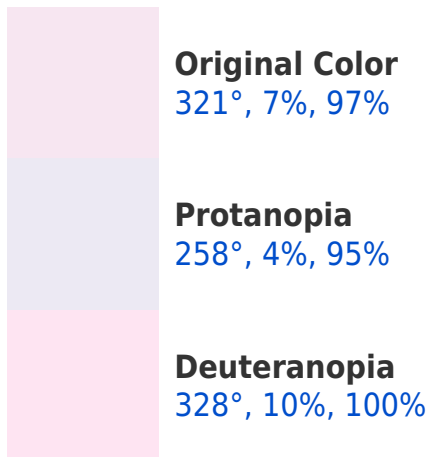 Original Color
321°, 7%, 97%
Protanopia
258°, 4%, 95%
Deuteranopia
328°, 10%, 100%